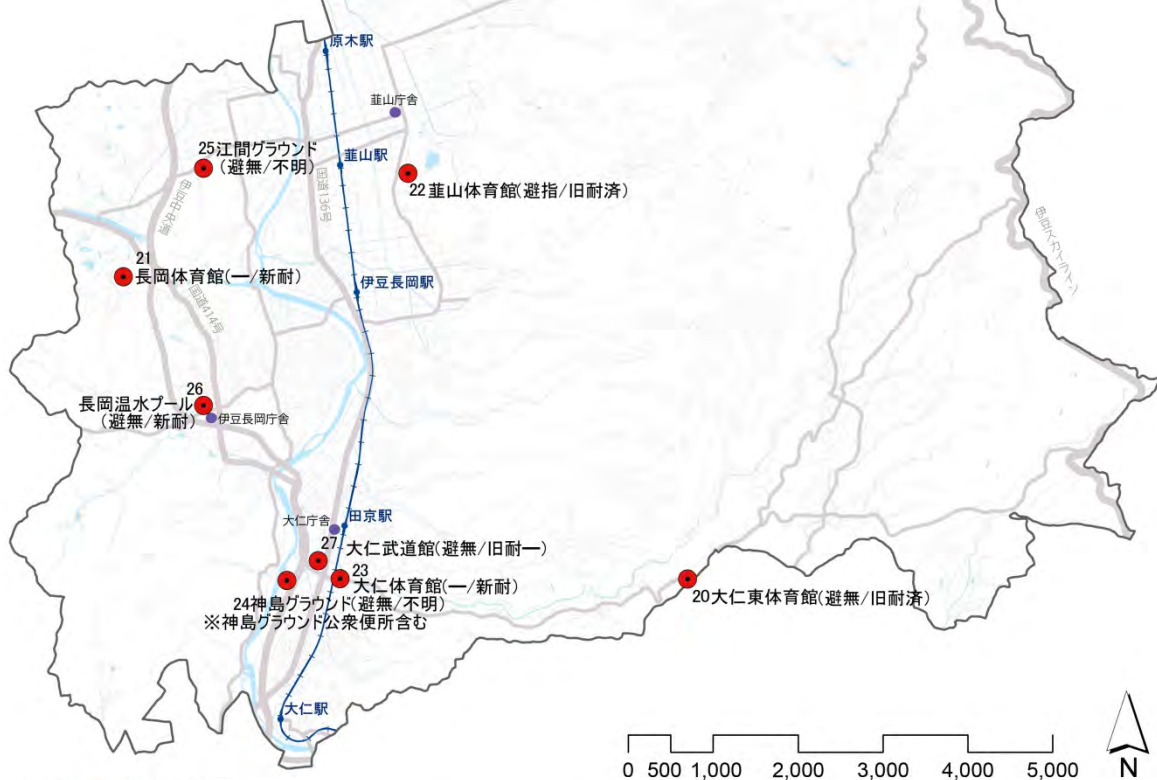 原木駅
韮山庁舎
25江間グラウンド
(避無/不明)
韮山駅
国道136号
22韮山体育館(避指/旧耐済)
伊豆中央道
伊豆スカイライン
21
長岡体育館(ー/新耐)
伊豆長岡駅
国道414号
26
長岡温水プール
(避無/新耐)
伊豆長岡庁舎
大仁庁舎
田京駅
27
大仁武道館(避無/旧耐ー)
23
大仁体育館(ー/新耐)
24神島グラウンド(避無/不明)
※神島グラウンド公衆便所含む
20大仁東体育館(避無/旧耐済)
大仁駅
0 500 1,000 2,000 3,000 4,000 5,000
N